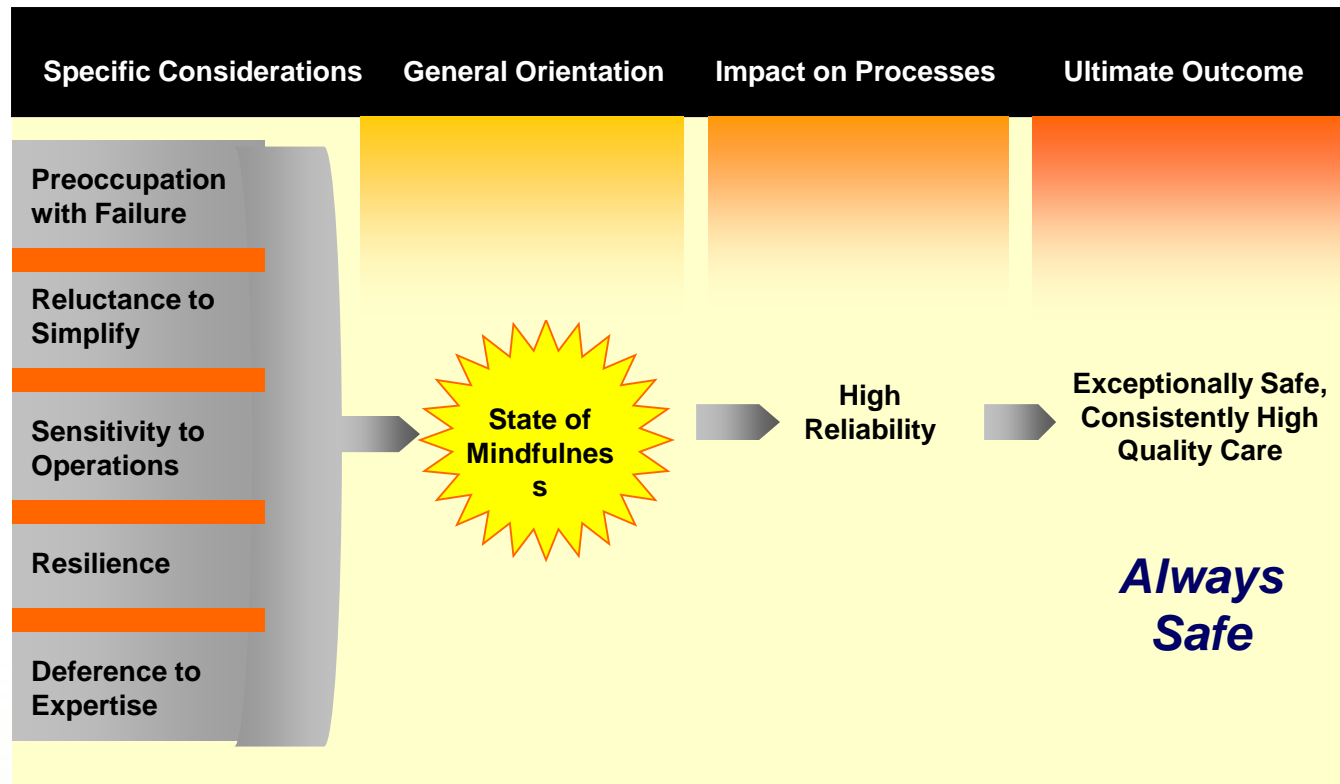 Specific Considerations
General Orientation
Impact on Processes
Ultimate Outcome
Preoccupation
with Failure
Reluctance to
Simplify
Sensitivity to
Operations
Resilience
Deference to
Expertise
State of
Mindfulnes
s
High
Reliability
Exceptionally Safe,
Consistently High
Quality Care
Always
Safe